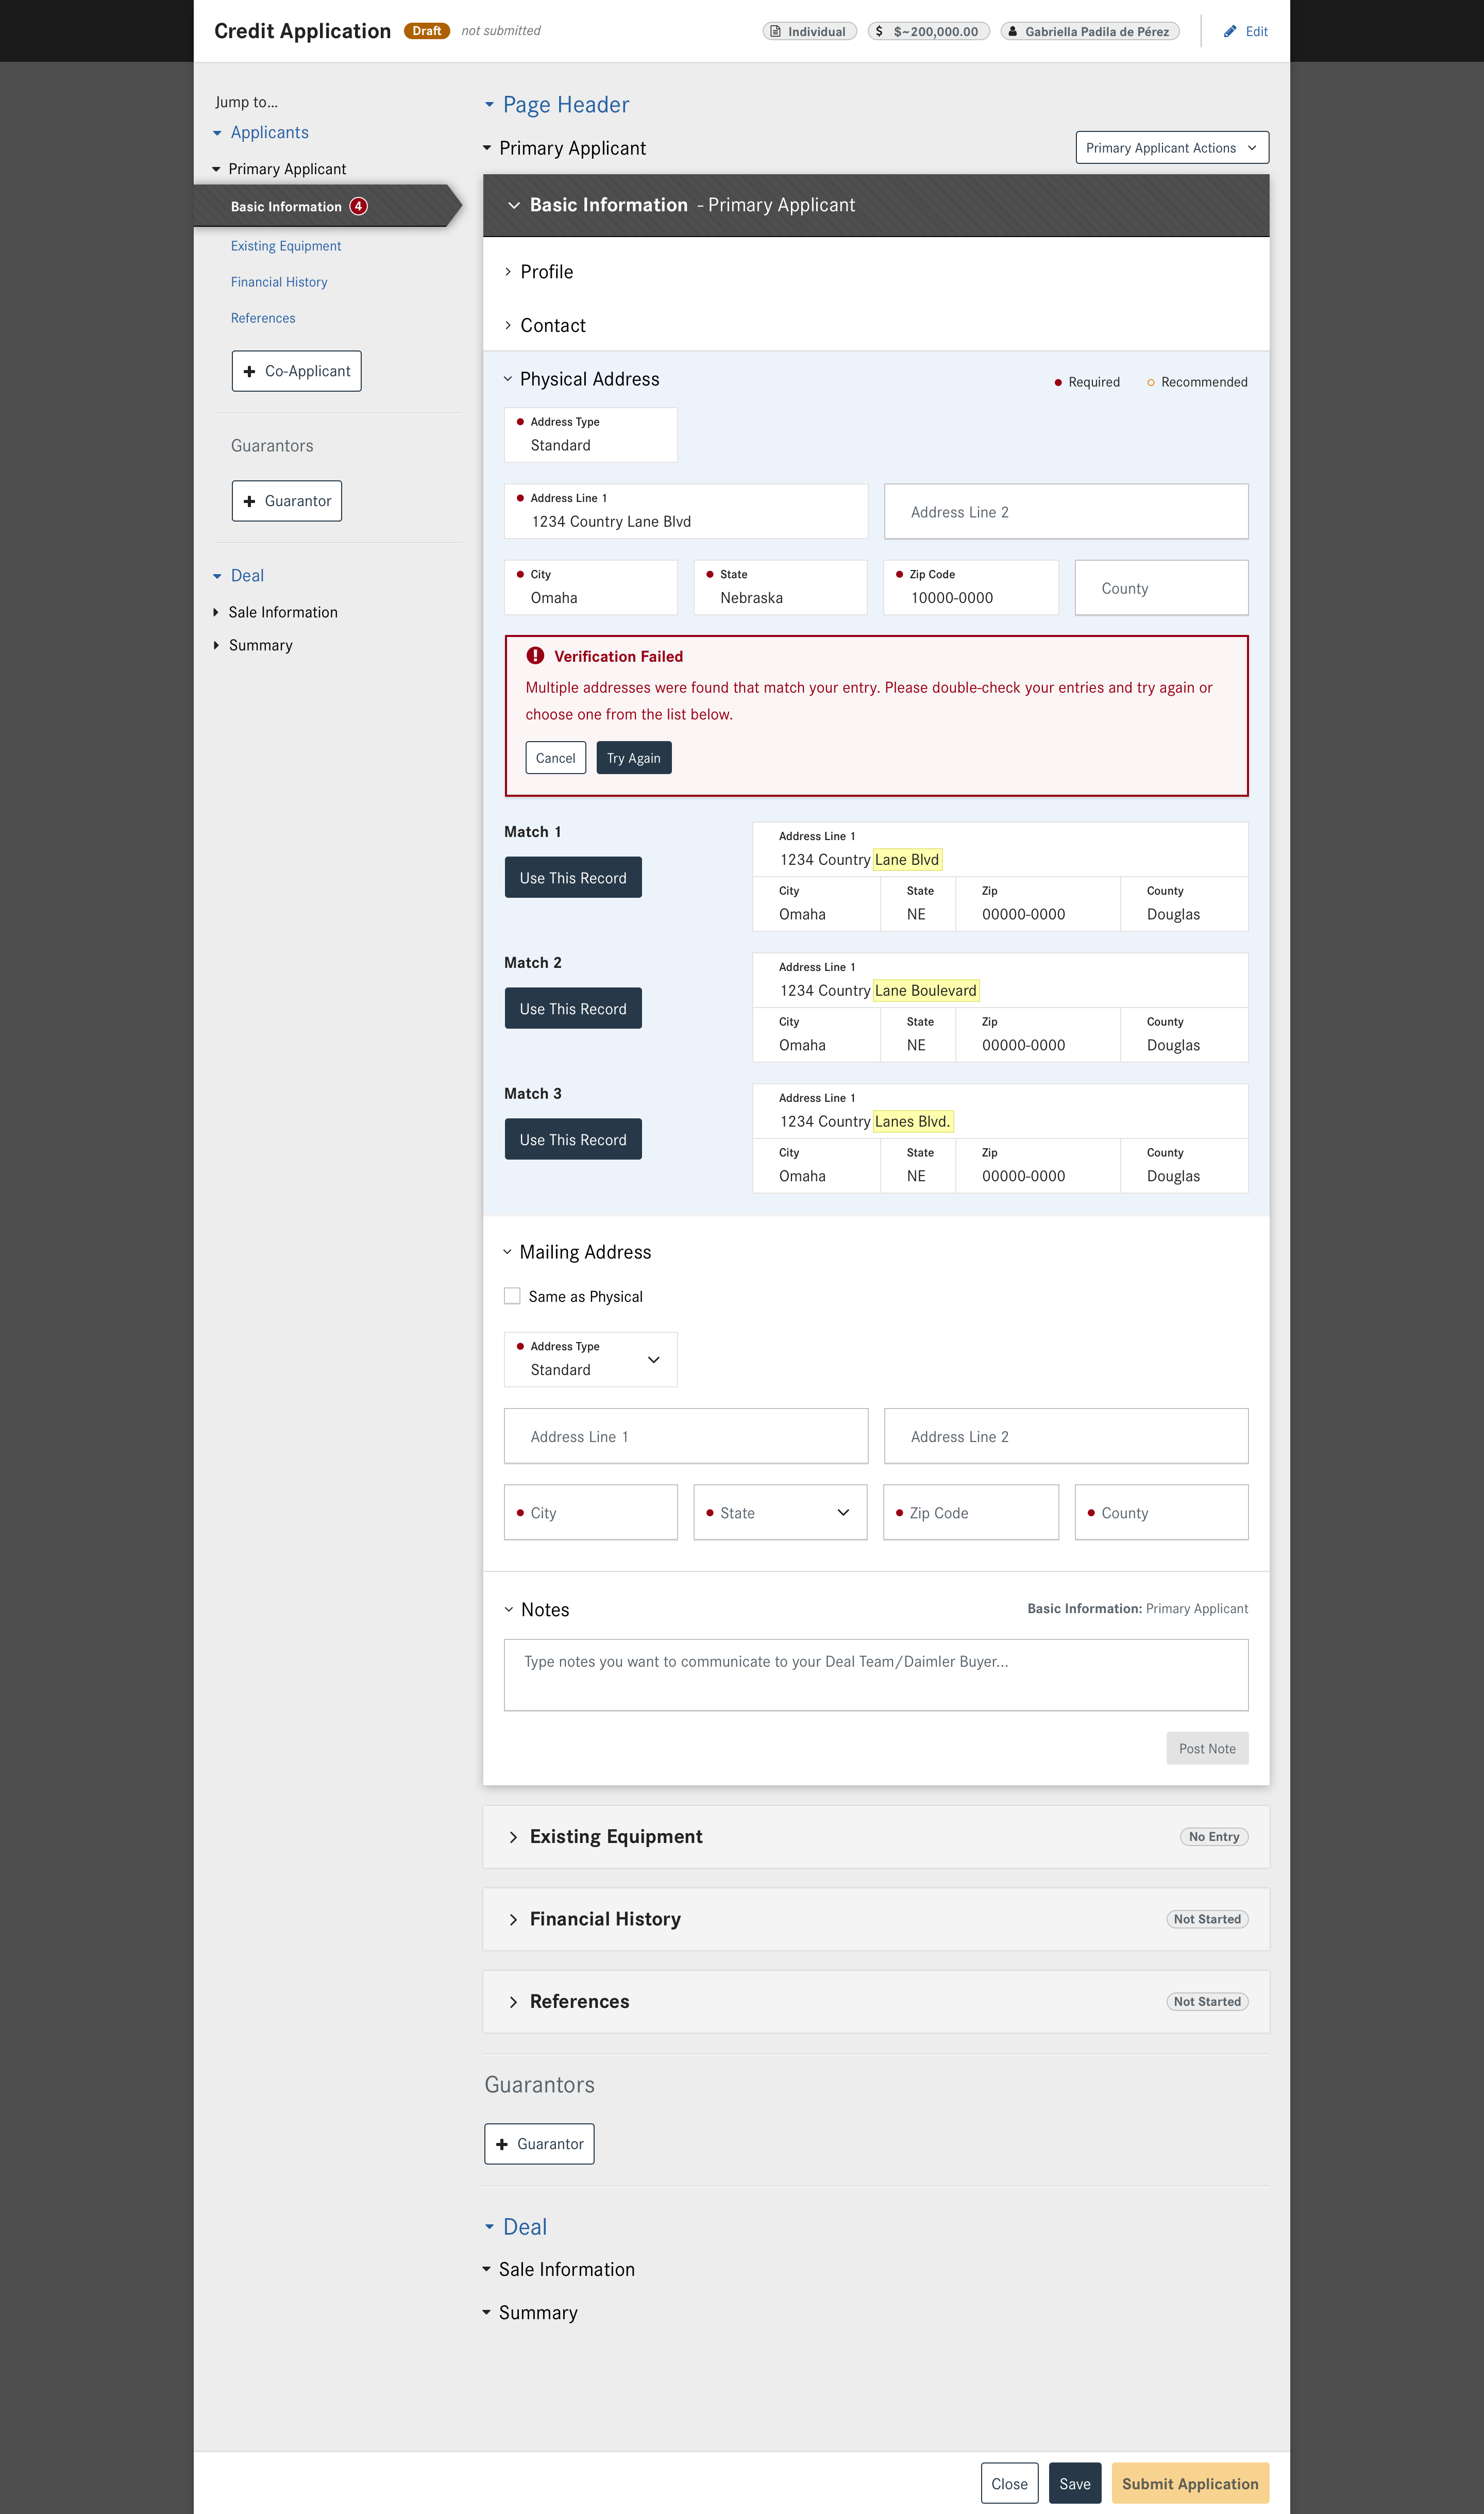 Credit Application Draft not submitted Individual $ $~200,000.00 Gabriella Padila de Pérez Edit
Jump to...
Applicants
Primary Applicant
Basic Information 4
Existing Equipment
Financial History
References
Co-Applicant
Guarantors
Guarantor
Deal
Sale Information
Summary
Page Header
Primary Applicant Primary Applicant Actions
Basic Information - Primary Applicant
Profile
Contact
Physical Address Required Recommended
Address Type
Standard
Address Line 1
1234 Country Lane Blvd
Address Line 2
City
Omaha
State
Nebraska
Zip Code
10000-0000
County
Verification Failed
Multiple addresses were found that match your entry. Please double-check your entries and try again or
choose one from the list below.
Cancel Try Again
Match 1
Use This Record
Address Line 1
1234 Country Lane Blvd
City State Zip County
Omaha NE 00000-0000 Douglas
Match 2
Use This Record
Address Line 1
1234 Country Lane Boulevard
City State Zip County
Omaha NE 00000-0000 Douglas
Match 3
Use This Record
Address Line 1
1234 Country Lanes Blvd.
City State Zip County
Omaha NE 00000-0000 Douglas
Mailing Address
Same as Physical
Address Type
Standard
Address Line 1 Address Line 2
City State Zip Code County
Notes Basic Information: Primary Applicant
Type notes you want to communicate to your Deal Team/Daimler Buyer...
Post Note
Existing Equipment No Entry
Financial History Not Started
References Not Started
Guarantors
Guarantor
Deal
Sale Information
Summary
Close Save Submit Application